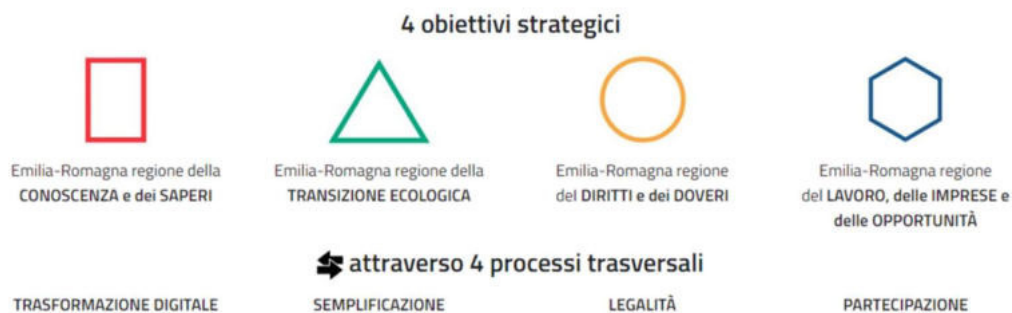 4 obiettivi strategici
Emilia-Romagna regione della
CONOSCENZA e dei SAPERI
Emilia-Romagna regione della
TRANSIZIONE ECOLOGICA
Emilia-Romagna regione
del DIRITTI e dei DOVERI
Emilia-Romagna regione
del LAVORO, delle IMPRESE e
delle OPPORTUNITÀ
attraverso 4 processi trasversali
TRASFORMAZIONE DIGITALE
SEMPLIFICAZIONE
LEGALITÀ
PARTECIPAZIONE